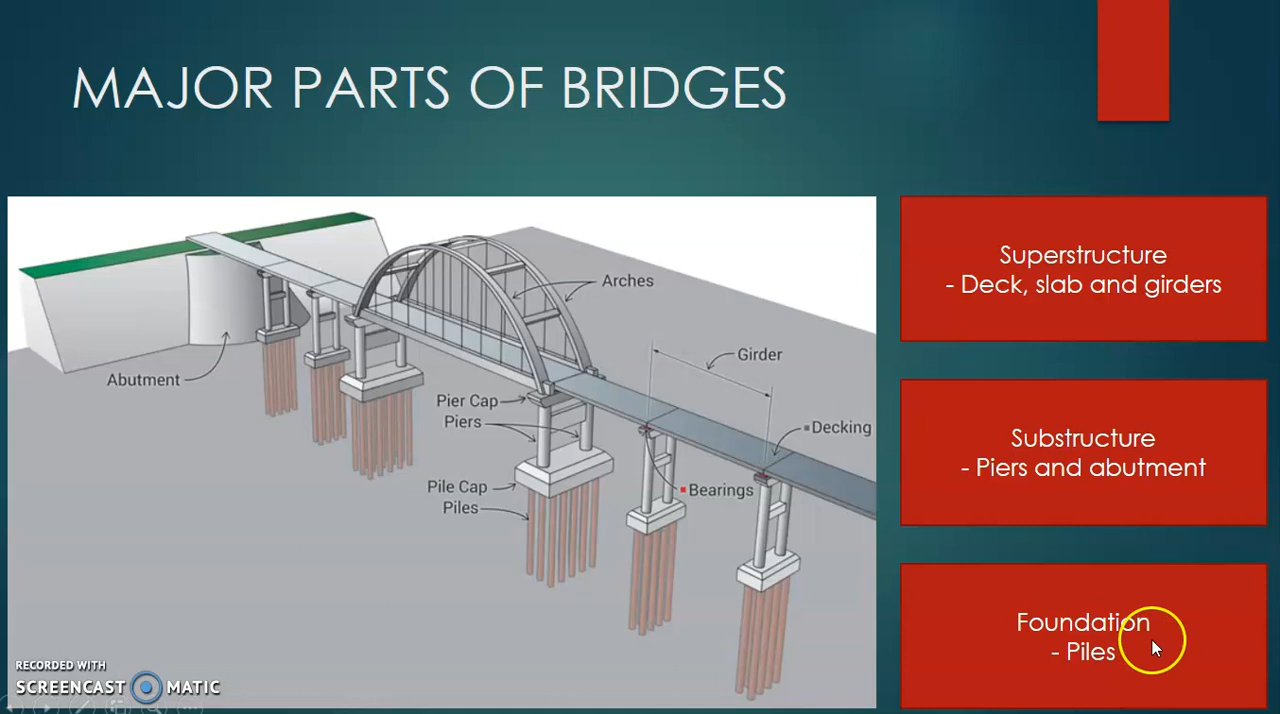 MAJOR PARTS OF BRIDGES
Arches
Girder
Abutment
Pier Cap
Piers
Decking
Pile Cap
Bearings
Piles
Superstructure
- Deck, slab and girders
Substructure
- Piers and abutment
Foundation
- Piles
RECORDED WITH
SCREENCAST MATIC